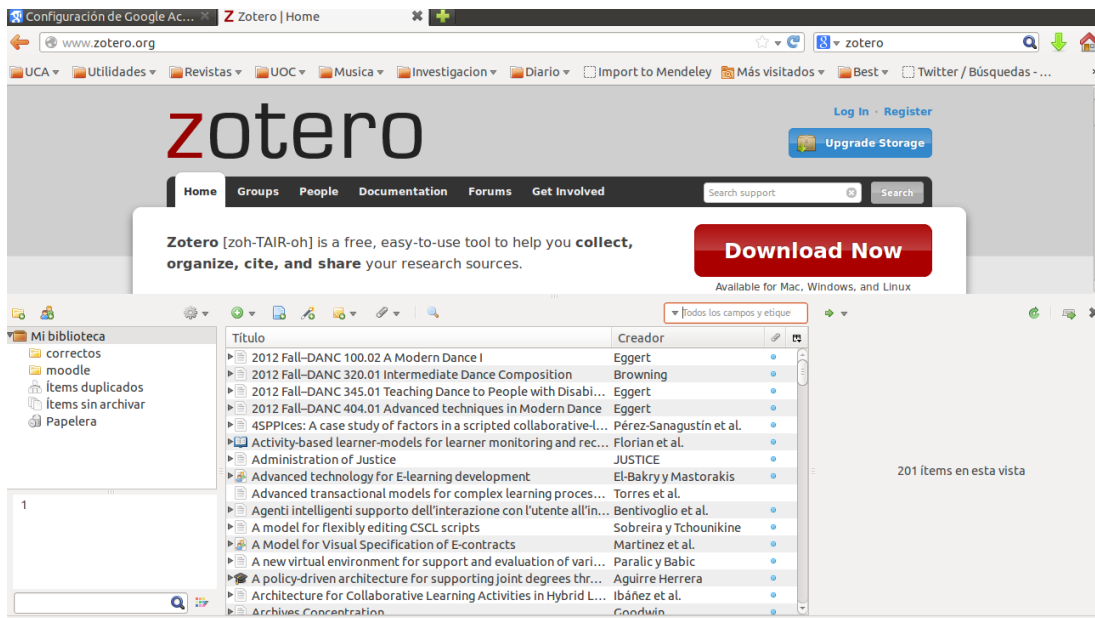 Configuración de Google Ac...
Zotero | Home
www.zotero.org
zotero
UCA
Utilidades
Revistas
UOC
Musica
Investigacion
Diario
Import to Mendeley
Más visitados
Best
Twitter / Búsquedas - ...
zotero
Log In · Register
Upgrade Storage
Home
Groups
People
Documentation
Forums
Get Involved
Search support
Search
Zotero [zoh-TAIR-oh] is a free, easy-to-use tool to help you collect,
organize, cite, and share your research sources.
Download Now
Available for Mac, Windows, and Linux
Todos los campos y etique
Mi biblioteca
correctos
moodle
Ítems duplicados
Ítems sin archivar
Papelera
1
Título Creador
2012 Fall–DANC 100.02 A Modern Dance I Eggert
2012 Fall–DANC 320.01 Intermediate Dance Composition Browning
2012 Fall–DANC 345.01 Teaching Dance to People with Disabi... Eggert
2012 Fall–DANC 404.01 Advanced techniques in Modern Dance Eggert
4SPPIces: A case study of factors in a scripted collaborative-l... Pérez-Sanagustín et al.
Activity-based learner-models for learner monitoring and rec... Florian et al.
Administration of Justice JUSTICE
Advanced technology for E-learning development El-Bakry y Mastorakis
Advanced transactional models for complex learning proces... Torres et al.
Agenti intelligenti supporto dell'interazione con l'utente all'in... Bentivoglio et al.
A model for flexibly editing CSCL scripts Sobreira y Tchounikine
A Model for Visual Specification of E-contracts Martinez et al.
A new virtual environment for support and evaluation of vari... Paralic y Babic
A policy-driven architecture for supporting joint degrees thr... Aguirre Herrera
Architecture for Collaborative Learning Activities in Hybrid L... Ibáñez et al.
Archives Concentration Goodwin
201 ítems en esta vista